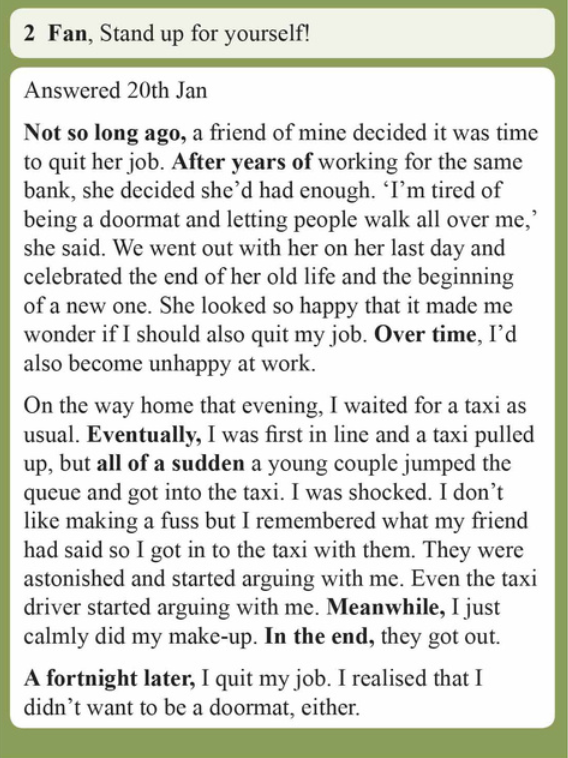 2 Fan, Stand up for yourself!
Answered 20th Jan
Not so long ago, a friend of mine decided it was time
to quit her job. After years of working for the same
bank, she decided she’d had enough. ‘I’m tired of
being a doormat and letting people walk all over me,’
she said. We went out with her on her last day and
celebrated the end of her old life and the beginning
of a new one. She looked so happy that it made me
wonder if I should also quit my job. Over time, I’d
also become unhappy at work.
On the way home that evening, I waited for a taxi as
usual. Eventually, I was first in line and a taxi pulled
up, but all of a sudden a young couple jumped the
queue and got into the taxi. I was shocked. I don’t
like making a fuss but I remembered what my friend
had said so I got in to the taxi with them. They were
astonished and started arguing with me. Even the taxi
driver started arguing with me. Meanwhile, I just
calmly did my make-up. In the end, they got out.
A fortnight later, I quit my job. I realised that I
didn’t want to be a doormat, either.